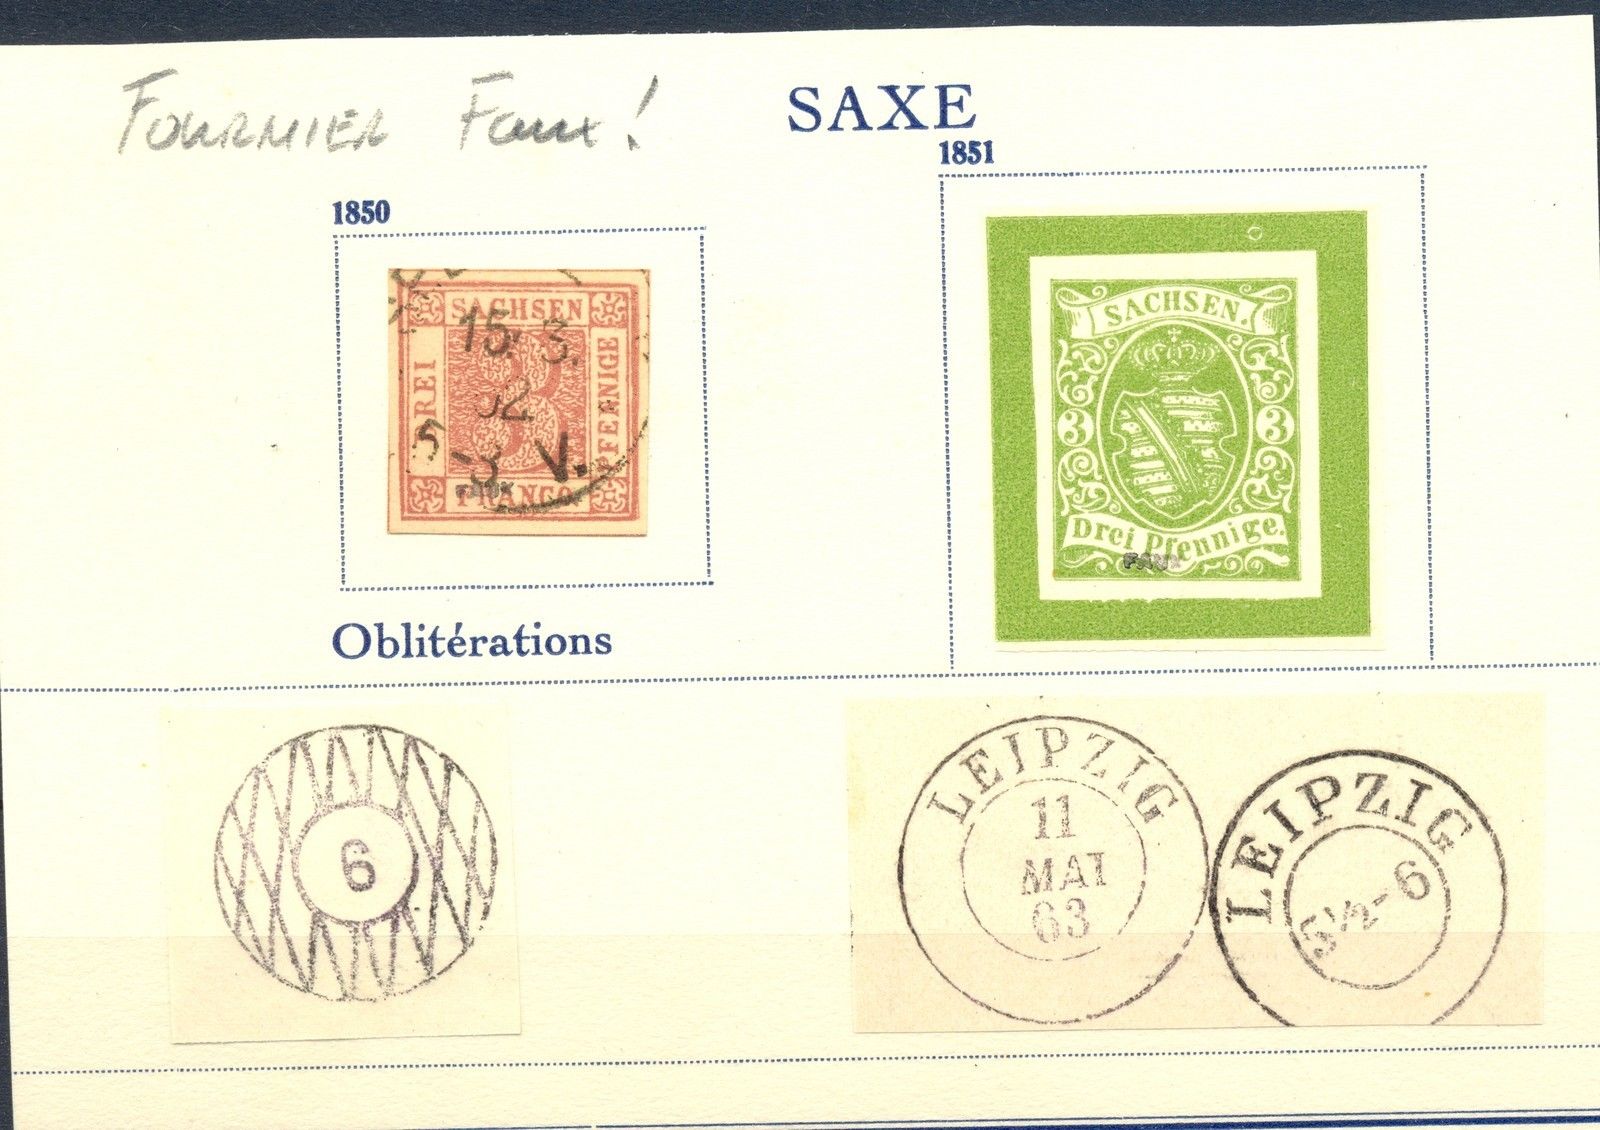 Fournier Faux !
SAXE
1850
1851
SACHSEN
DREI
PFENNIGE
3
FRANCO
15. 3.
52
5-8 V.
FAUX
SACHSEN.
3
3
Drei Pfennige.
FAUX
Oblitérations
6
LEIPZIG
11
MAI
63
LEIPZIG
5½-6